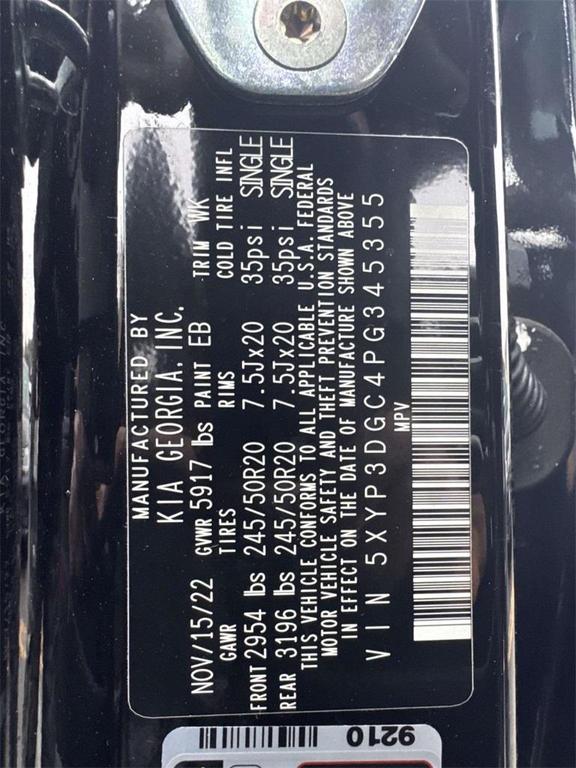 MANUFACTURED BY
KIA GEORGIA, INC.
NOV/15/22 GVWR 5917 lbs PAINT EB TRIM WK
GAWR TIRES RIMS COLD TIRE INFL
FRONT 2954 lbs 245/50R20 7.5Jx20 35psi SINGLE
REAR 3196 lbs 245/50R20 7.5Jx20 35psi SINGLE
THIS VEHICLE CONFORMS TO ALL APPLICABLE U.S.A. FEDERAL
MOTOR VEHICLE SAFETY AND THEFT PREVENTION STANDARDS
IN EFFECT ON THE DATE OF MANUFACTURE SHOWN ABOVE
VIN 5XYP3DGC4PG345355
MPV
9210